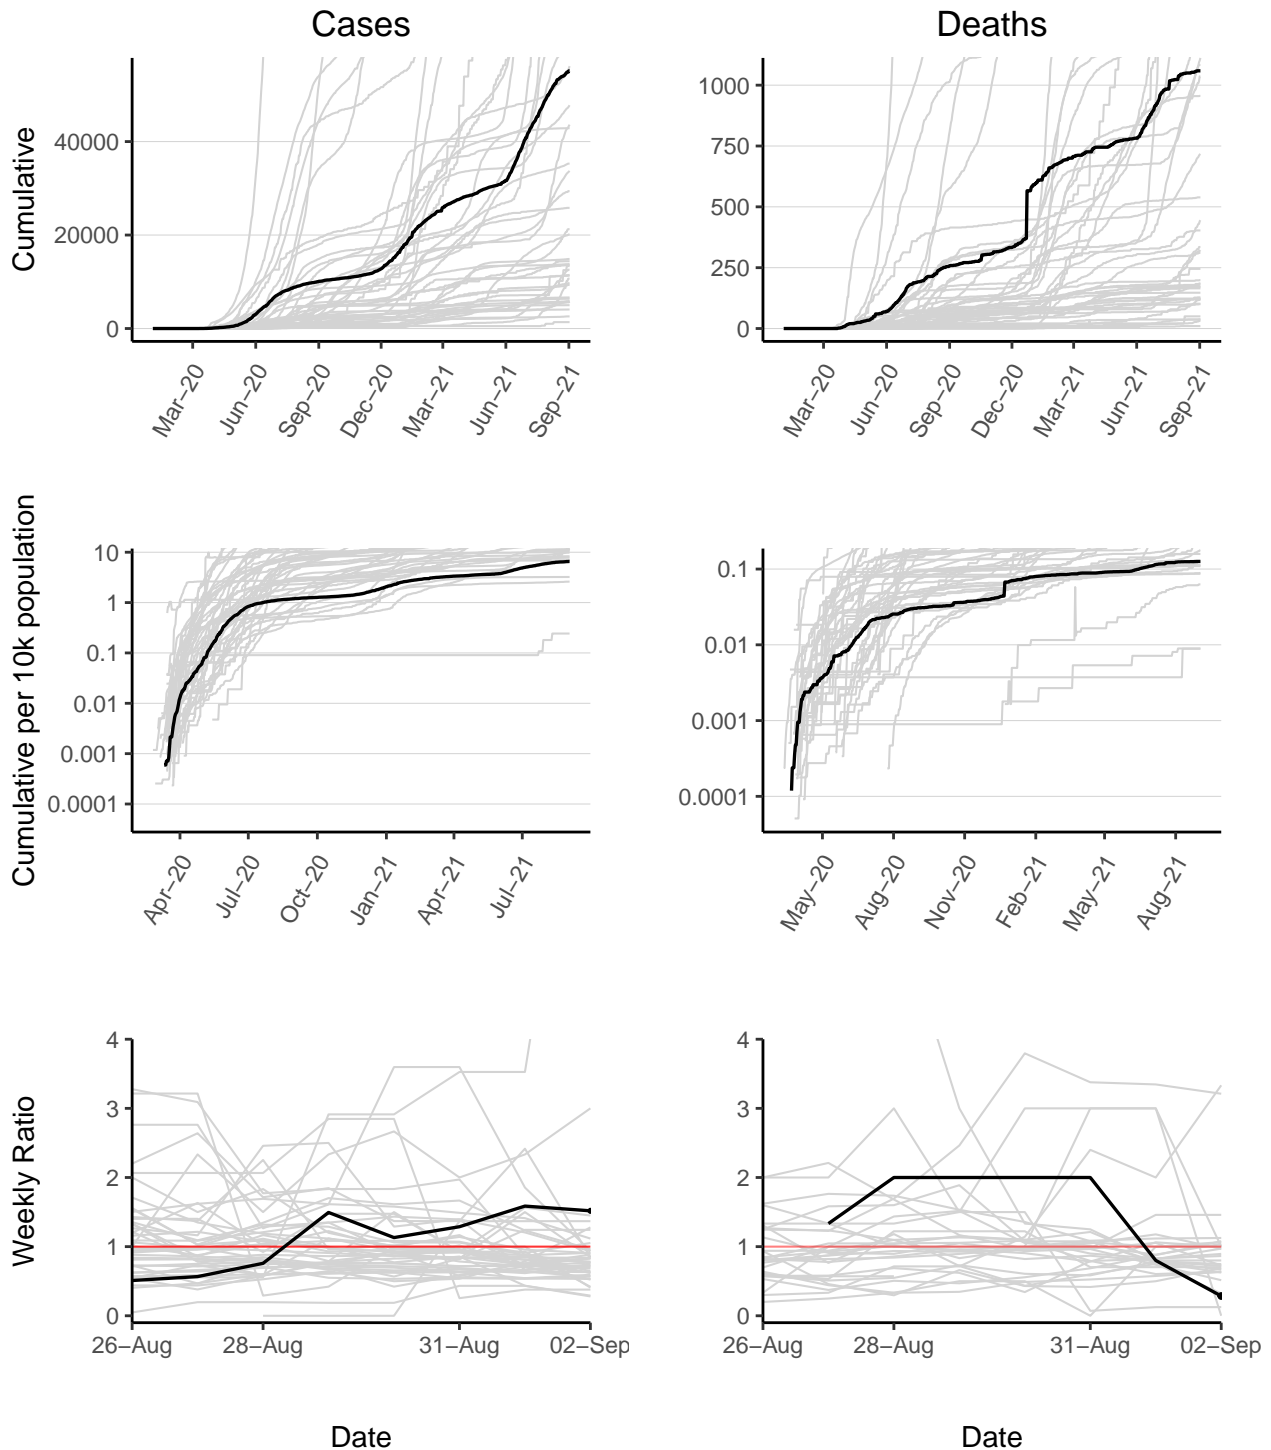 Cases
Deaths
Cumulative
40000
20000
0
Mar−20
Jun−20
Sep−20
Dec−20
Mar−21
Jun−21
Sep−21
1000
750
500
250
0
Mar−20
Jun−20
Sep−20
Dec−20
Mar−21
Jun−21
Sep−21
Cumulative per 10k population
10
1
0.1
0.01
0.001
0.0001
Apr−20
Jul−20
Oct−20
Jan−21
Apr−21
Jul−21
0.1
0.01
0.001
0.0001
May−20
Aug−20
Nov−20
Feb−21
May−21
Aug−21
Weekly Ratio
4
3
2
1
0
26−Aug
28−Aug
31−Aug
02−Sep
4
3
2
1
0
26−Aug
28−Aug
31−Aug
02−Sep
Date
Date